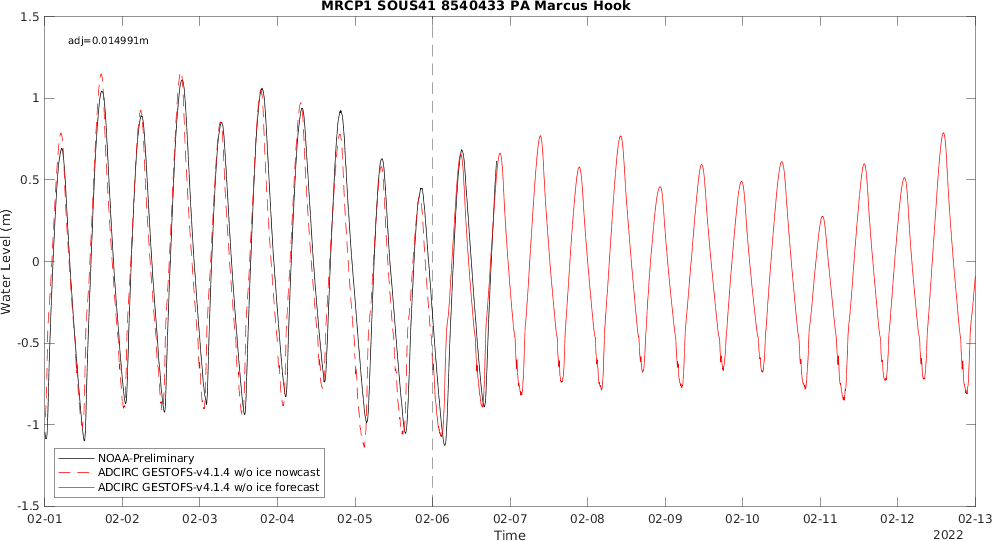 MRCP1 SOUS41 8540433 PA Marcus Hook
1.5
adj=0.014991m
1
0.5
0
-0.5
-1
-1.5
Water Level (m)
NOAA-Preliminary
ADCIRC GESTOFS-v4.1.4 w/o ice nowcast
ADCIRC GESTOFS-v4.1.4 w/o ice forecast
02-01 02-02 02-03 02-04 02-05 02-06 02-07 02-08 02-09 02-10 02-11 02-12 02-13
Time
2022